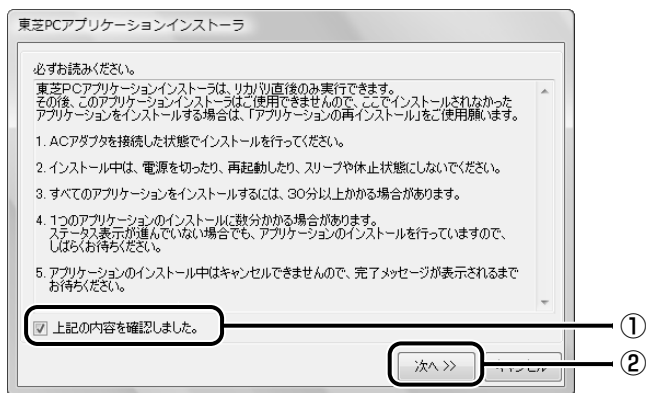 東芝PCアプリケーションインストーラ
必ずお読みください。
東芝PCアプリケーションインストーラは、リカバリ直後のみ実行できます。
その後、このアプリケーションインストーラはご使用できませんので、ここでインストールされなかった
アプリケーションをインストールする場合は、「アプリケーションの再インストール」をご使用願います。
1. ACアダプタを接続した状態でインストールを行ってください。
2. インストール中は、電源を切ったり、再起動したり、スリープや休止状態にしないでください。
3. すべてのアプリケーションをインストールするには、30分以上かかる場合があります。
4. 1つのアプリケーションのインストールに数分かかる場合があります。
ステータス表示が進んでいない場合でも、アプリケーションのインストールを行っていますので、
しばらくお待ちください。
5. アプリケーションのインストール中はキャンセルできませんので、完了メッセージが表示されるまで
お待ちください。
上記の内容を確認しました。
①
次へ >>
②